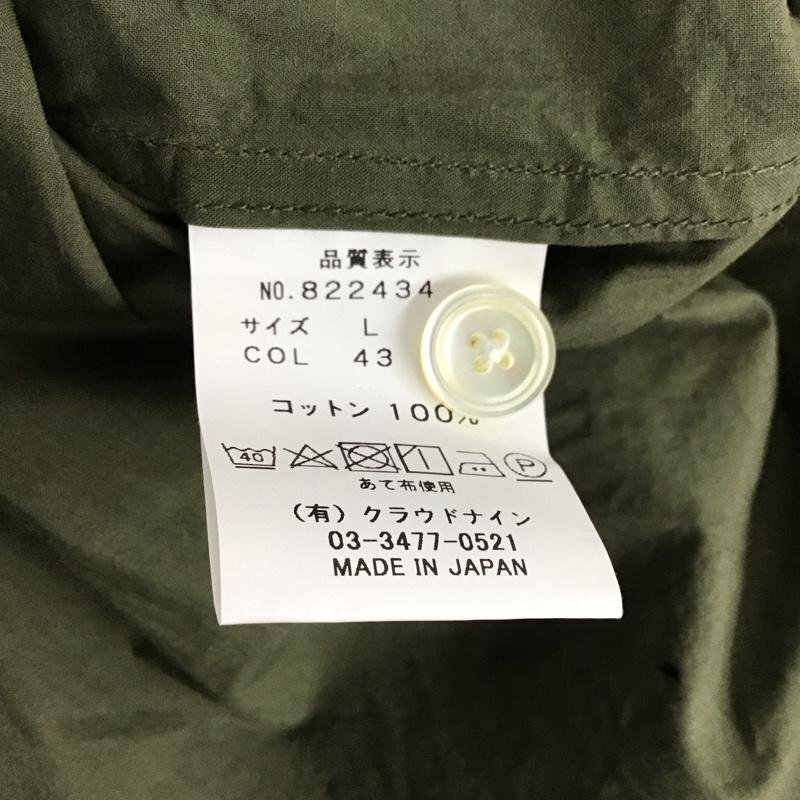 品質表示
NO.822434
サイズ L
COL 43
コットン 100%
40 P
あて布使用
(有) クラウドナイン
03-3477-0521
MADE IN JAPAN